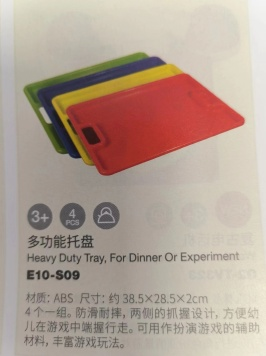 3+ 4 PCS
多功能托盘
Heavy Duty Tray, For Dinner Or Experiment
E10-S09
材质: ABS 尺寸: 约 38.5×28.5×2cm
4 个一组。防滑耐摔, 两侧的抓握设计, 方便幼
儿在游戏中端握行走。可用作扮演游戏的辅助
材料, 丰富游戏玩法。